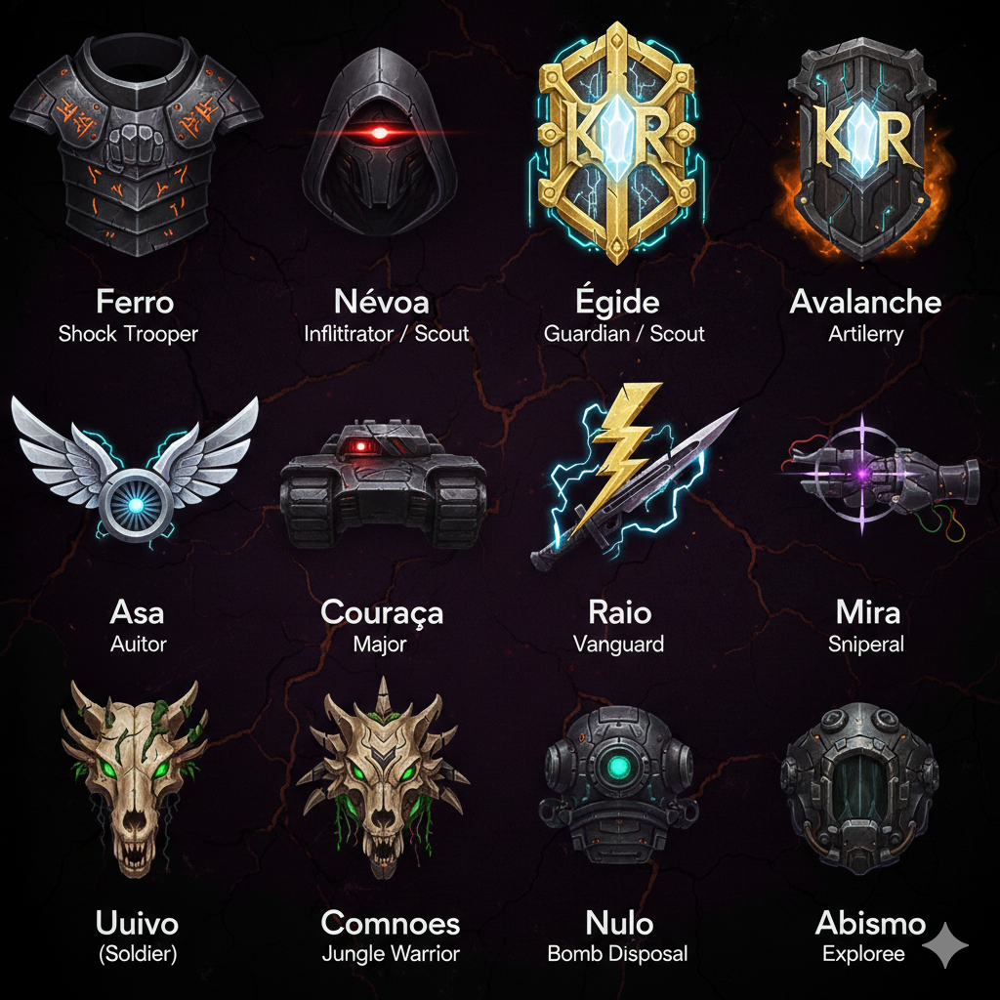 KR
KR
Ferro
Névoa
Égide
Avalanche
Shock Trooper
Infltitrator / Scout
Guardian / Scout
Artilerry
Asa
Couraça
Raio
Mira
Auitor
Major
Vanguard
Sniperal
Uuivo
Comnoes
Nulo
Abismo
(Soldier)
Jungle Warrior
Bomb Disposal
Exploree